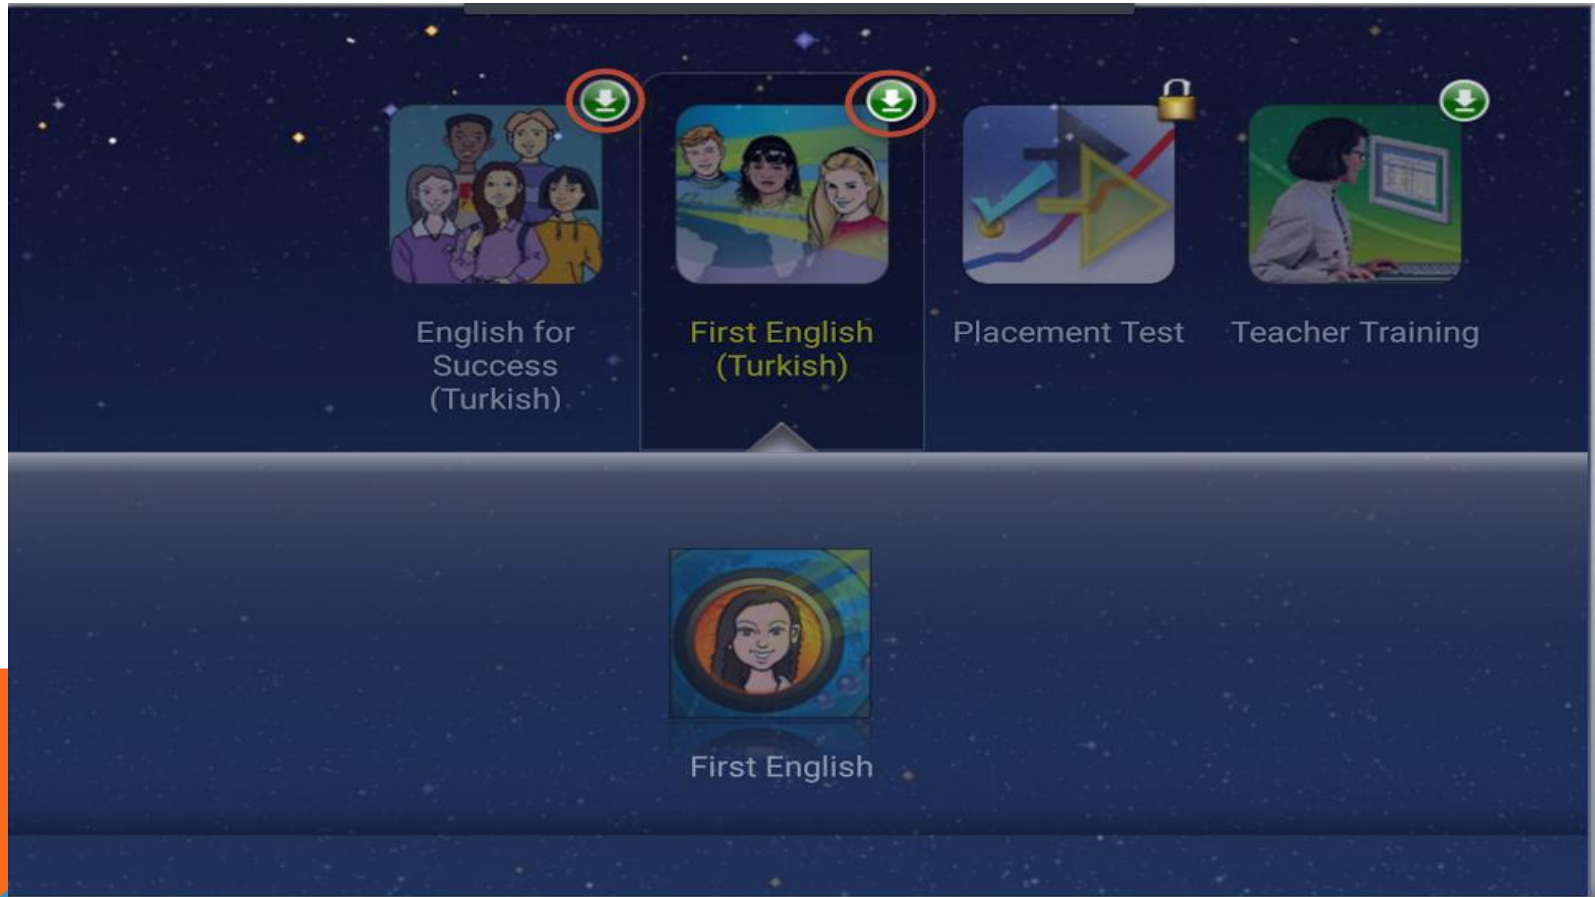 English for
Success
(Turkish)
First English
(Turkish)
Placement Test
Teacher Training
First English